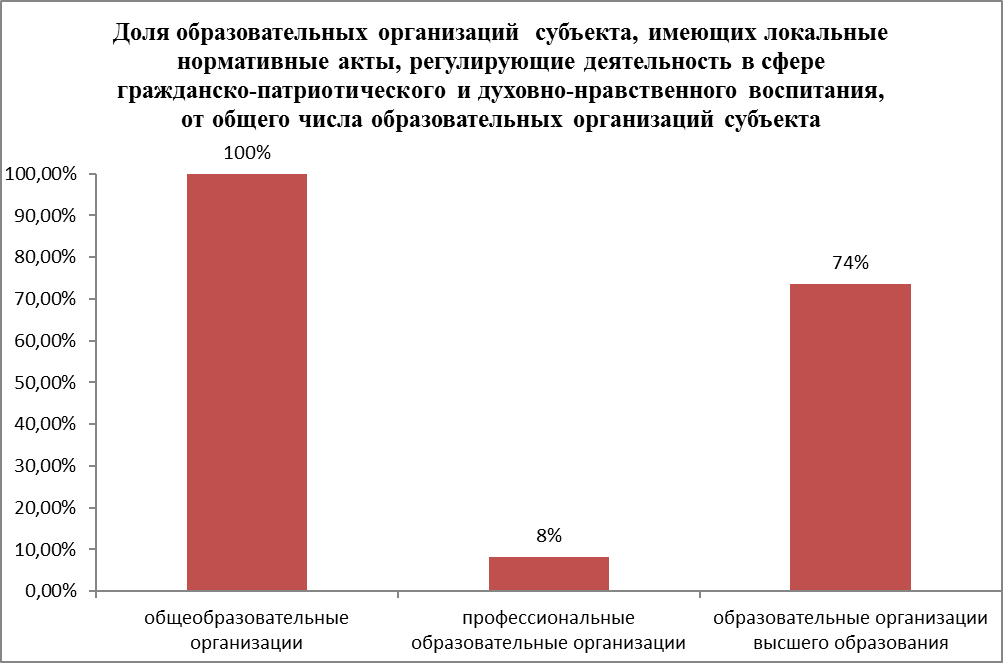 Доля образовательных организаций субъекта, имеющих локальные
нормативные акты, регулирующие деятельность в сфере
гражданско-патриотического и духовно-нравственного воспитания,
от общего числа образовательных организаций субъекта
100%
100,00%
90,00%
80,00%
74%
70,00%
60,00%
50,00%
40,00%
30,00%
20,00%
8%
10,00%
0,00%
общеобразовательные
организации
профессиональные
образовательные организации
образовательные организации
высшего образования